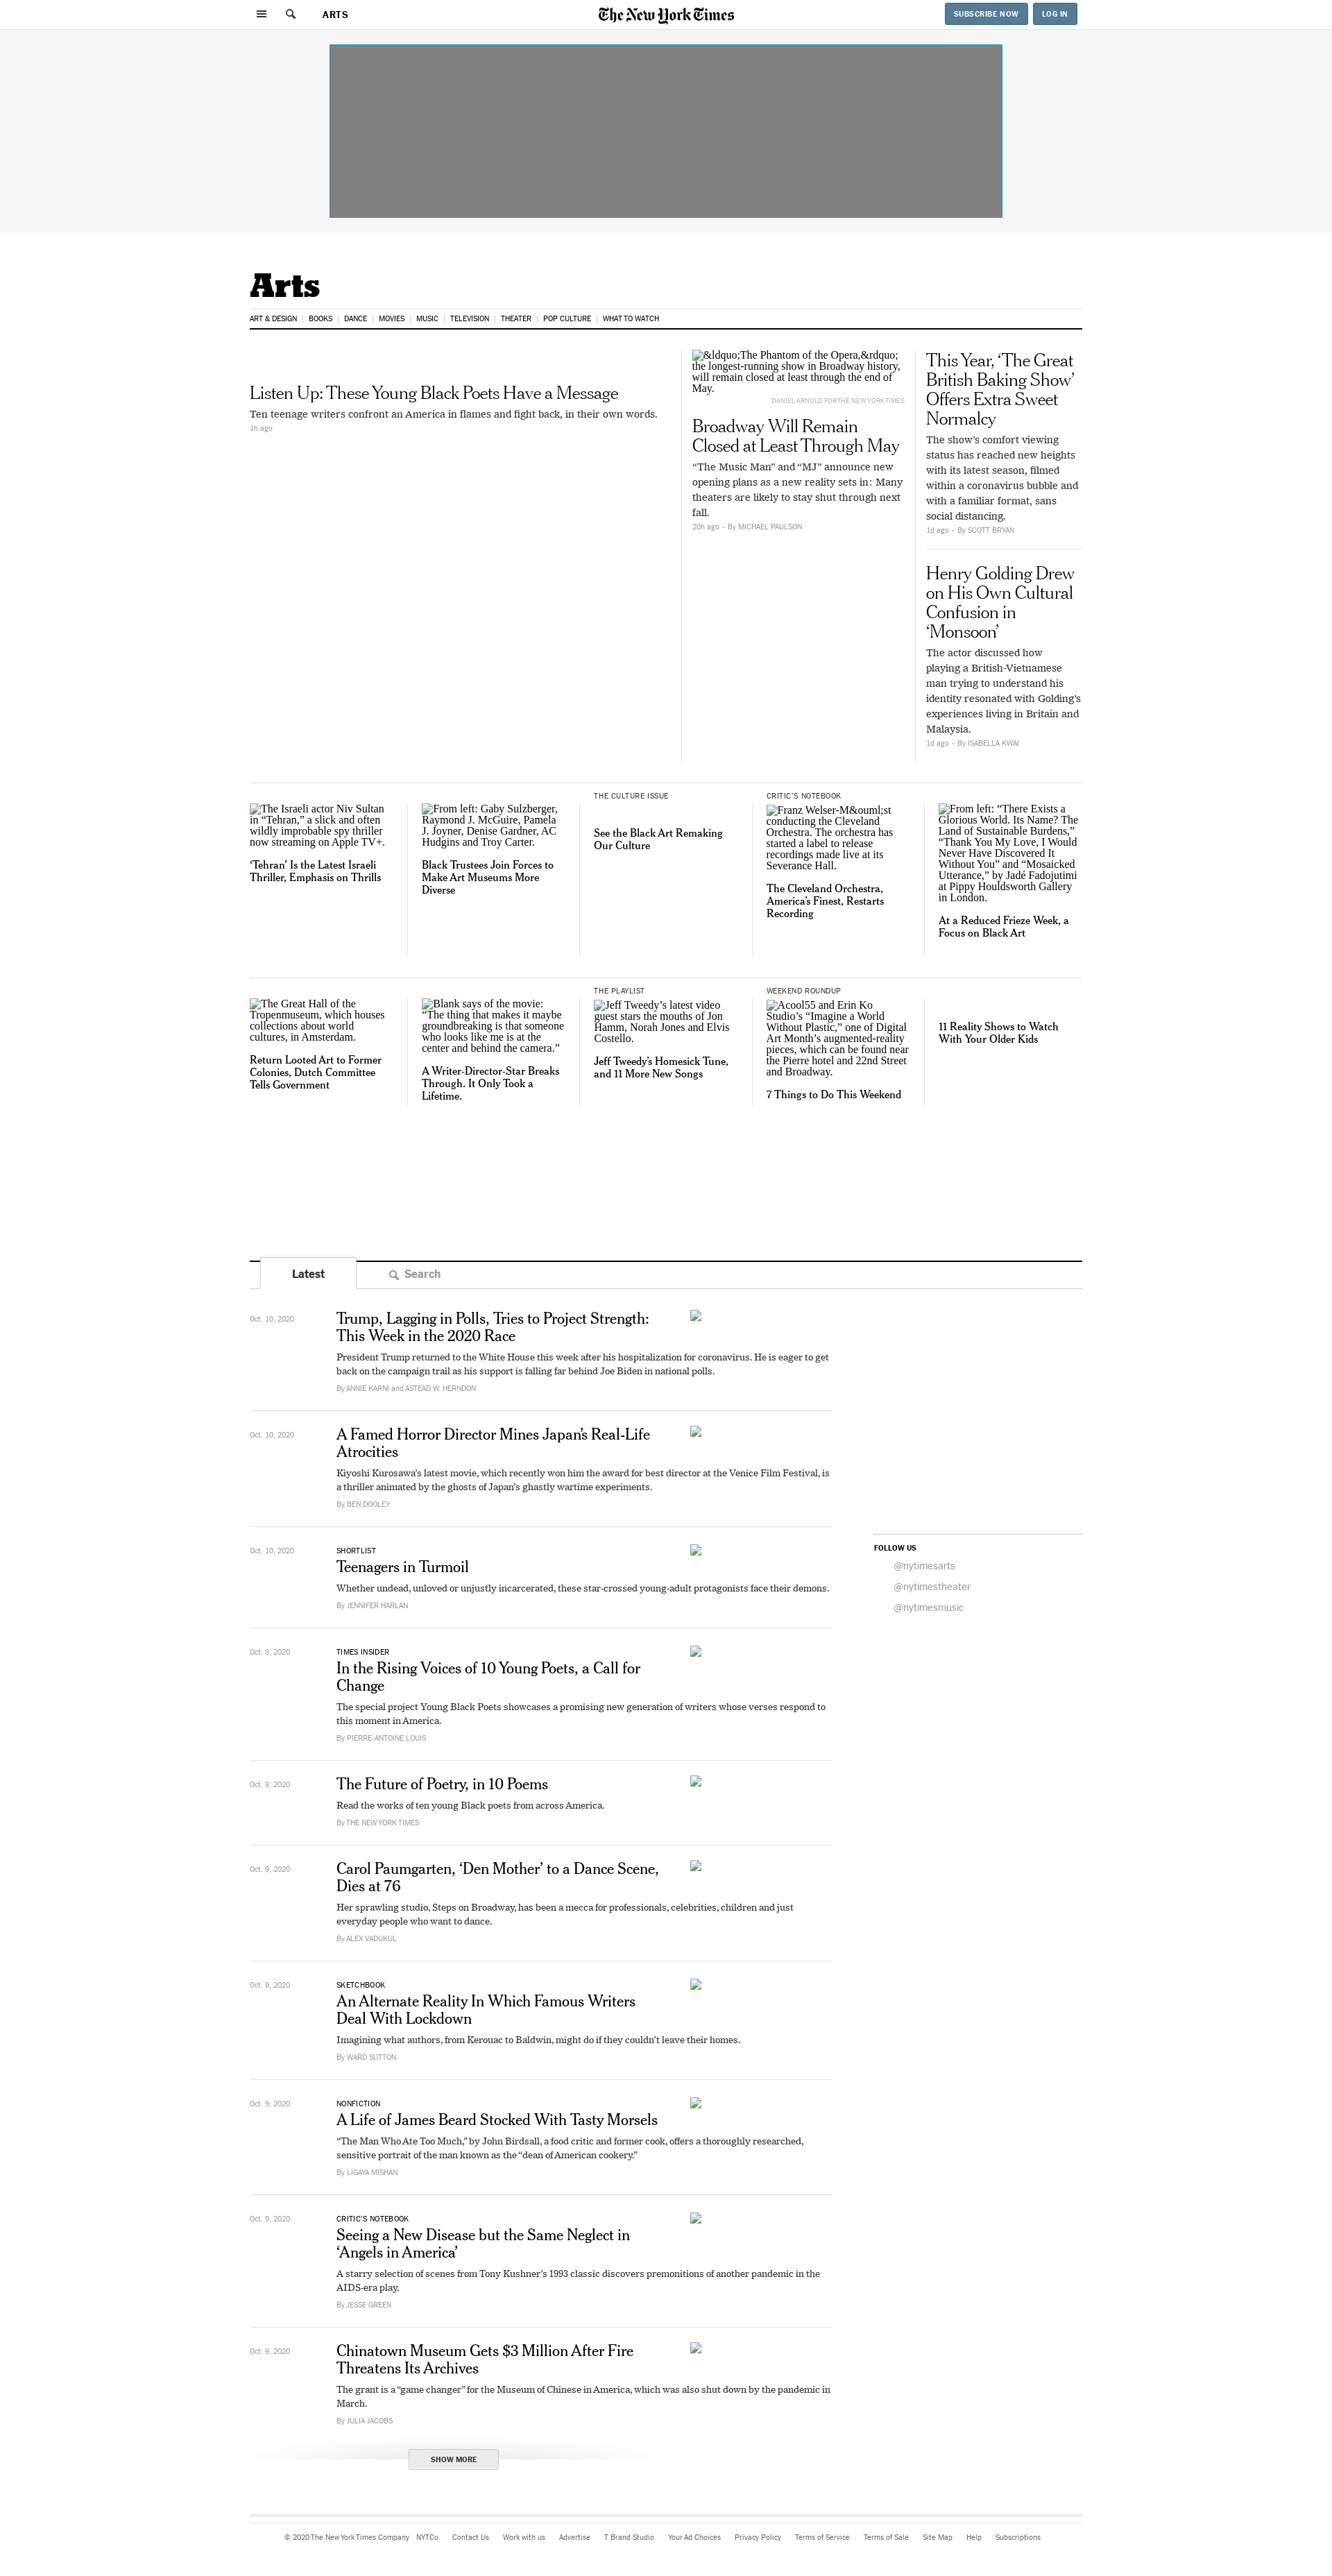 ARTS
The New York Times
SUBSCRIBE NOW
LOG IN
Arts
ART & DESIGN
BOOKS
DANCE
MOVIES
MUSIC
TELEVISION
THEATER
POP CULTURE
WHAT TO WATCH
Listen Up: These Young Black Poets Have a Message
Ten teenage writers confront an America in flames and fight back, in their own words.
1h ago
&ldquo;The Phantom of the Opera,&rdquo;
the longest-running show in Broadway history,
will remain closed at least through the end of
May.
DANIEL ARNOLD FOR THE NEW YORK TIMES
Broadway Will Remain
Closed at Least Through May
“The Music Man” and “MJ” announce new
opening plans as a new reality sets in: Many
theaters are likely to stay shut through next
fall.
20h ago - By MICHAEL PAULSON
This Year, ‘The Great
British Baking Show’
Offers Extra Sweet
Normalcy
The show’s comfort viewing
status has reached new heights
with its latest season, filmed
within a coronavirus bubble and
with a familiar format, sans
social distancing.
1d ago - By SCOTT BRYAN
Henry Golding Drew
on His Own Cultural
Confusion in
‘Monsoon’
The actor discussed how
playing a British-Vietnamese
man trying to understand his
identity resonated with Golding’s
experiences living in Britain and
Malaysia.
1d ago - By ISABELLA KWAI
The Israeli actor Niv Sultan
in “Tehran,” a slick and often
wildly improbable spy thriller
now streaming on Apple TV+.
‘Tehran’ Is the Latest Israeli
Thriller, Emphasis on Thrills
From left: Gaby Sulzberger,
Raymond J. McGuire, Pamela
J. Joyner, Denise Gardner, AC
Hudgins and Troy Carter.
Black Trustees Join Forces to
Make Art Museums More
Diverse
THE CULTURE ISSUE
See the Black Art Remaking
Our Culture
CRITIC’S NOTEBOOK
Franz Welser-M&ouml;st
conducting the Cleveland
Orchestra. The orchestra has
started a label to release
recordings made live at its
Severance Hall.
The Cleveland Orchestra,
America’s Finest, Restarts
Recording
From left: “There Exists a
Glorious World. Its Name? The
Land of Sustainable Burdens,”
“Thank You My Love, I Would
Never Have Discovered It
Without You” and “Mosaicked
Utterance,” by Jadé Fadojutimi
at Pippy Houldsworth Gallery
in London.
At a Reduced Frieze Week, a
Focus on Black Art
The Great Hall of the
Tropenmuseum, which houses
collections about world
cultures, in Amsterdam.
Return Looted Art to Former
Colonies, Dutch Committee
Tells Government
Blank says of the movie:
“The thing that makes it maybe
groundbreaking is that someone
who looks like me is at the
center and behind the camera.”
A Writer-Director-Star Breaks
Through. It Only Took a
Lifetime.
THE PLAYLIST
Jeff Tweedy’s latest video
guest stars the mouths of Jon
Hamm, Norah Jones and Elvis
Costello.
Jeff Tweedy’s Homesick Tune,
and 11 More New Songs
WEEKEND ROUNDUP
Acool55 and Erin Ko
Studio’s “Imagine a World
Without Plastic,” one of Digital
Art Month’s augmented-reality
pieces, which can be found near
the Pierre hotel and 22nd Street
and Broadway.
7 Things to Do This Weekend
11 Reality Shows to Watch
With Your Older Kids
Latest
Search
Oct. 10, 2020
Trump, Lagging in Polls, Tries to Project Strength:
This Week in the 2020 Race
President Trump returned to the White House this week after his hospitalization for coronavirus. He is eager to get
back on the campaign trail as his support is falling far behind Joe Biden in national polls.
By ANNIE KARNI and ASTEAD W. HERNDON
Oct. 10, 2020
A Famed Horror Director Mines Japan’s Real-Life
Atrocities
Kiyoshi Kurosawa’s latest movie, which recently won him the award for best director at the Venice Film Festival, is
a thriller animated by the ghosts of Japan’s ghastly wartime experiments.
By BEN DOOLEY
Oct. 10, 2020
SHORTLIST
Teenagers in Turmoil
Whether undead, unloved or unjustly incarcerated, these star-crossed young-adult protagonists face their demons.
By JENNIFER HARLAN
FOLLOW US
@nytimesarts
@nytimestheater
@nytimesmusic
Oct. 9, 2020
TIMES INSIDER
In the Rising Voices of 10 Young Poets, a Call for
Change
The special project Young Black Poets showcases a promising new generation of writers whose verses respond to
this moment in America.
By PIERRE-ANTOINE LOUIS
Oct. 9, 2020
The Future of Poetry, in 10 Poems
Read the works of ten young Black poets from across America.
By THE NEW YORK TIMES
Oct. 9, 2020
Carol Paumgarten, ‘Den Mother’ to a Dance Scene,
Dies at 76
Her sprawling studio, Steps on Broadway, has been a mecca for professionals, celebrities, children and just
everyday people who want to dance.
By ALEX VADUKUL
Oct. 9, 2020
SKETCHBOOK
An Alternate Reality In Which Famous Writers
Deal With Lockdown
Imagining what authors, from Kerouac to Baldwin, might do if they couldn’t leave their homes.
By WARD SUTTON
Oct. 9, 2020
NONFICTION
A Life of James Beard Stocked With Tasty Morsels
“The Man Who Ate Too Much,” by John Birdsall, a food critic and former cook, offers a thoroughly researched,
sensitive portrait of the man known as the “dean of American cookery.”
By LIGAYA MISHAN
Oct. 9, 2020
CRITIC’S NOTEBOOK
Seeing a New Disease but the Same Neglect in
‘Angels in America’
A starry selection of scenes from Tony Kushner’s 1993 classic discovers premonitions of another pandemic in the
AIDS-era play.
By JESSE GREEN
Oct. 9, 2020
Chinatown Museum Gets $3 Million After Fire
Threatens Its Archives
The grant is a “game changer” for the Museum of Chinese in America, which was also shut down by the pandemic in
March.
By JULIA JACOBS
SHOW MORE
© 2020 The New York Times Company
NYTCo
Contact Us
Work with us
Advertise
T Brand Studio
Your Ad Choices
Privacy Policy
Terms of Service
Terms of Sale
Site Map
Help
Subscriptions